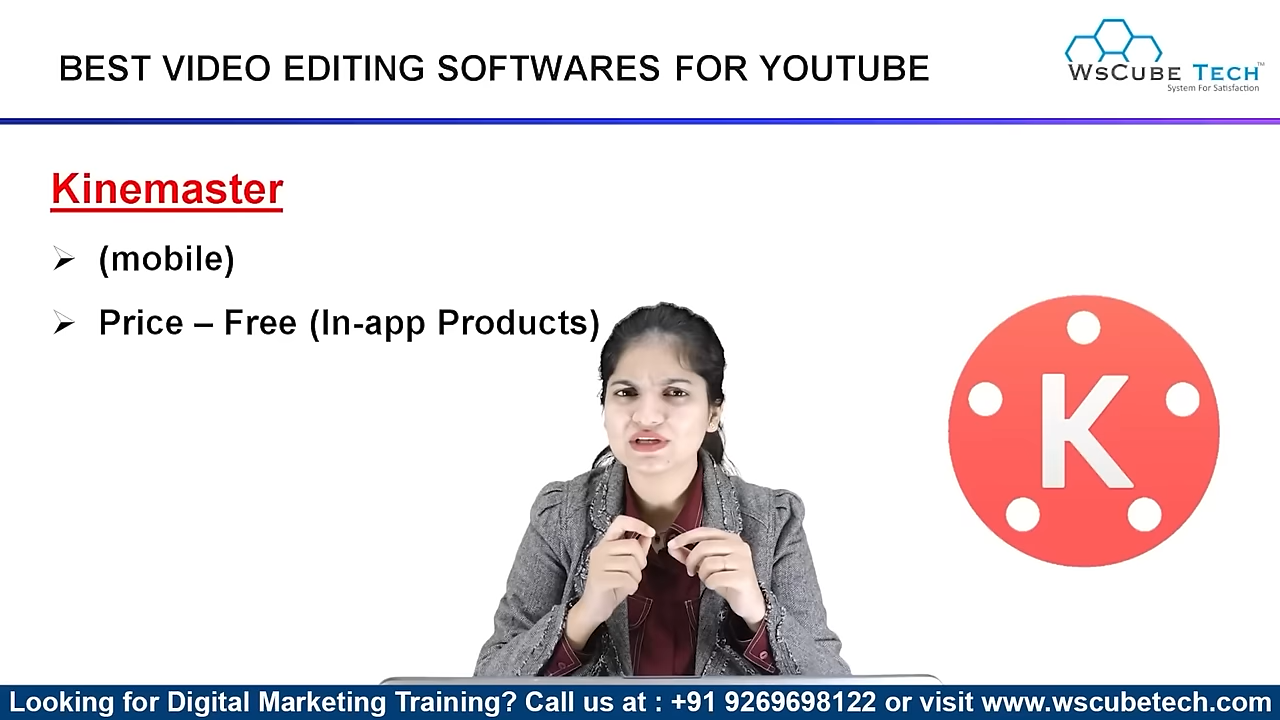 BEST VIDEO EDITING SOFTWARES FOR YOUTUBE
WsCube Tech™
System For Satisfaction
Kinemaster
➢ (mobile)
➢ Price – Free (In-app Products)
K
Looking for Digital Marketing Training? Call us at : +91 9269698122 or visit www.wscubetech.com